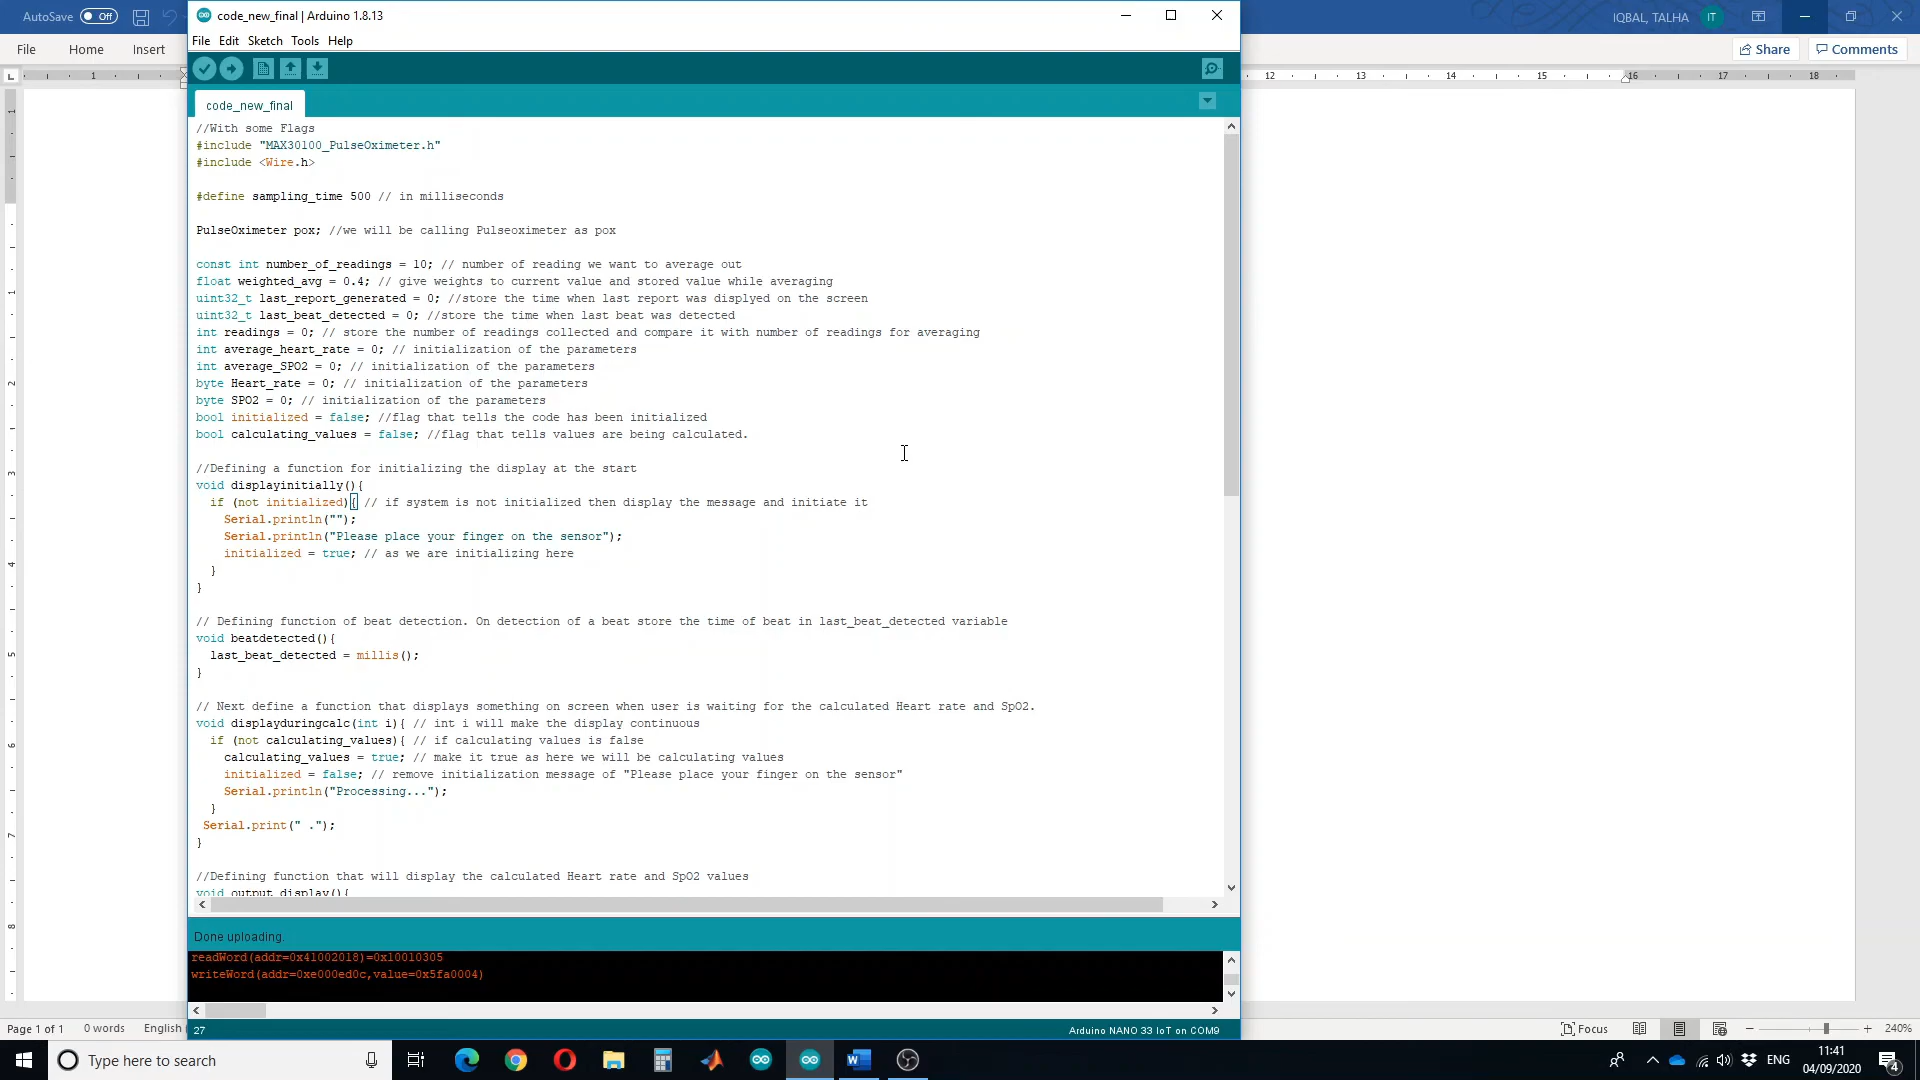 AutoSave Off
code_new_final | Arduino 1.8.13
IQBAL, TALHA IT
File Home Insert
File Edit Sketch Tools Help
Share Comments
1 12 13 14 15 16 17 18
code_new_final
//With some Flags
#include "MAX30100_PulseOximeter.h"
#include <Wire.h>
#define sampling_time 500 // in milliseconds
PulseOximeter pox; //we will be calling Pulseoximeter as pox
const int number_of_readings = 10; // number of reading we want to average out
float weighted_avg = 0.4; // give weights to current value and stored value while averaging
uint32_t last_report_generated = 0; //store the time when last report was displyed on the screen
uint32_t last_beat_detected = 0; //store the time when last beat was detected
int readings = 0; // store the number of readings collected and compare it with number of readings for averaging
int average_heart_rate = 0; // initialization of the parameters
int average_SPO2 = 0; // initialization of the parameters
byte Heart_rate = 0; // initialization of the parameters
byte SPO2 = 0; // initialization of the parameters
bool initialized = false; //flag that tells the code has been initialized
bool calculating_values = false; //flag that tells values are being calculated.
//Defining a function for initializing the display at the start
void displayinitially(){
if (not initialized){ // if system is not initialized then display the message and initiate it
Serial.println("");
Serial.println("Please place your finger on the sensor");
initialized = true; // as we are initializing here
}
}
// Defining function of beat detection. On detection of a beat store the time of beat in last_beat_detected variable
void beatdetected(){
last_beat_detected = millis();
}
// Next define a function that displays something on screen when user is waiting for the calculated Heart rate and SpO2.
void displayduringcalc(int i){ // int i will make the display continuous
if (not calculating_values){ // if calculating values is false
calculating_values = true; // make it true as here we will be calculating values
initialized = false; // remove initialization message of "Please place your finger on the sensor"
Serial.println("Processing...");
}
Serial.print(" .");
}
//Defining function that will display the calculated Heart rate and SpO2 values
void output_display(){
Done uploading.
readWord(addr=0x41002018)=0x10010305
writeWord(addr=0xe000ed0c,value=0x5fa0004)
27 Arduino NANO 33 IoT on COM9
Page 1 of 1 0 words English
Focus 240%
Type here to search
ENG
11:41
04/09/2020
4